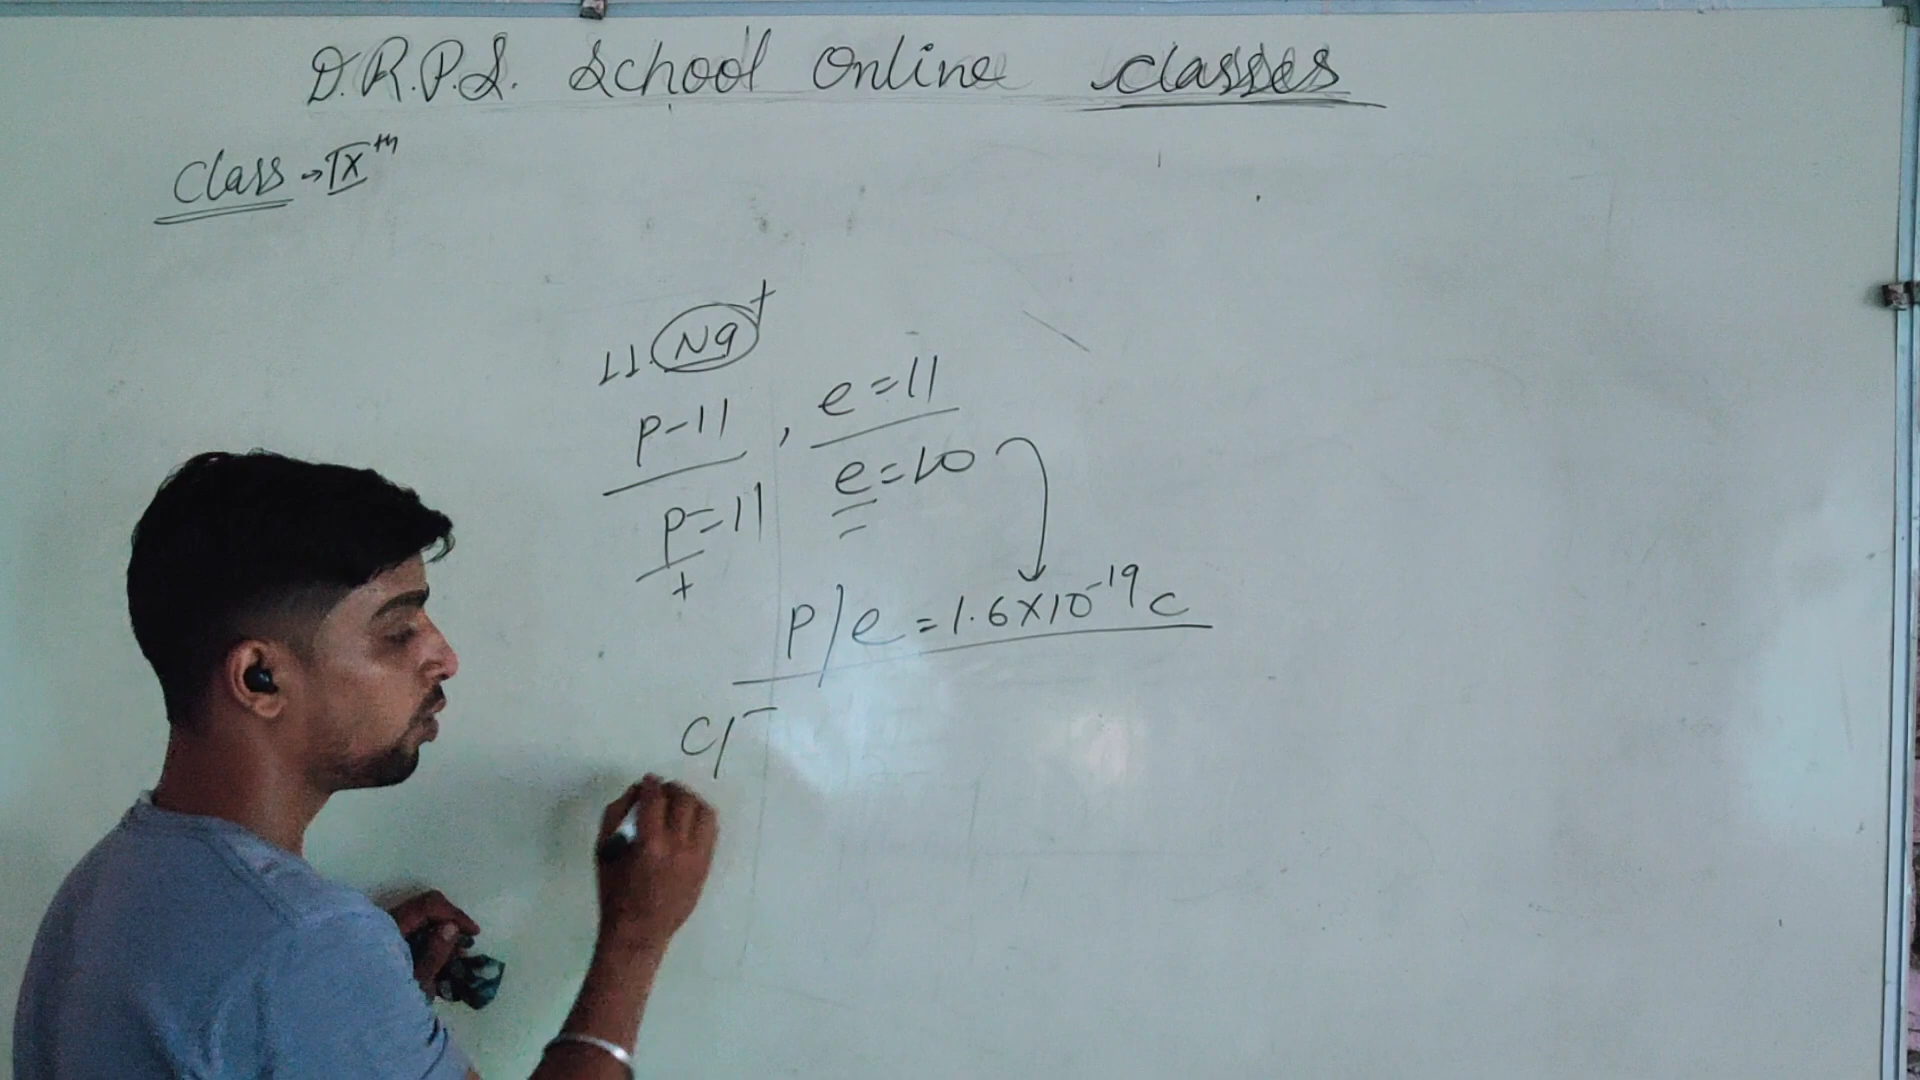 D.R.P.S. School Online classes
Class → IXth
11 Na+
p-11, e=11
p=11 e=10
+
P/e = 1.6×10-19 c
Cl-